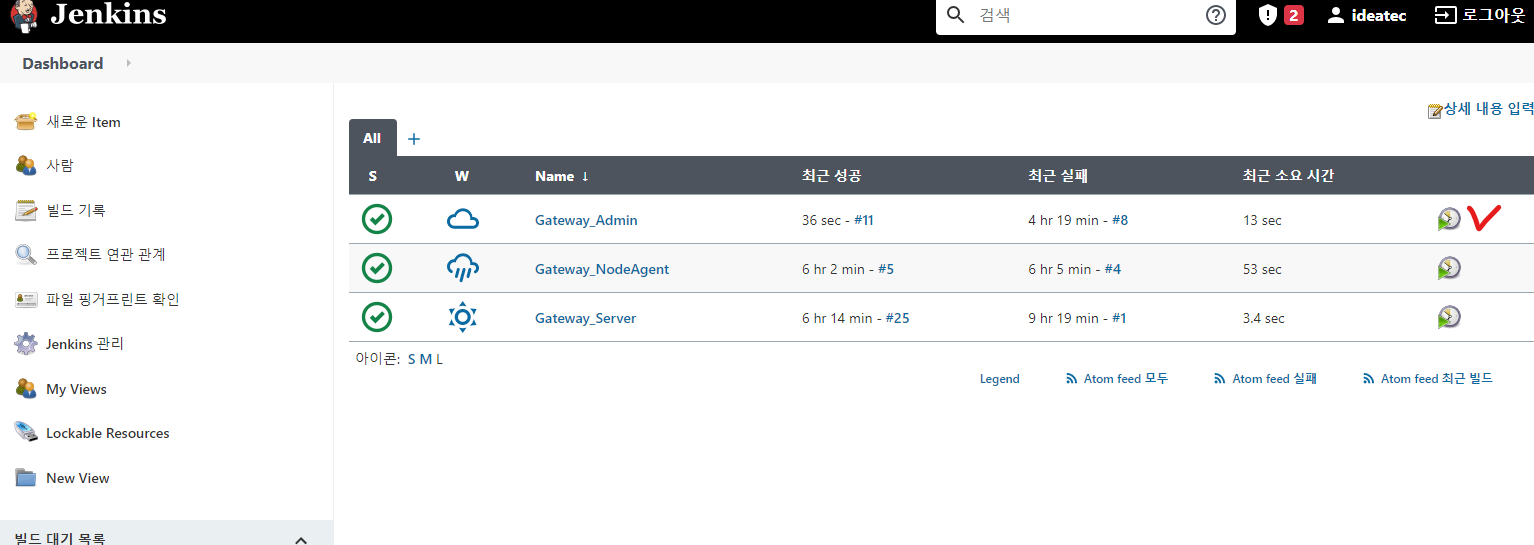 Jenkins
검색
2
ideatec
로그아웃
Dashboard
새로운 Item
사람
빌드 기록
프로젝트 연관 관계
파일 핑거프린트 확인
Jenkins 관리
My Views
Lockable Resources
New View
빌드 대기 목록
상세 내용 입력
All +
S W Name ↓ 최근 성공 최근 실패 최근 소요 시간
Gateway_Admin 36 sec - #11 4 hr 19 min - #8 13 sec
Gateway_NodeAgent 6 hr 2 min - #5 6 hr 5 min - #4 53 sec
Gateway_Server 6 hr 14 min - #25 9 hr 19 min - #1 3.4 sec
아이콘: S M L
Legend Atom feed 모두 Atom feed 실패 Atom feed 최근 빌드